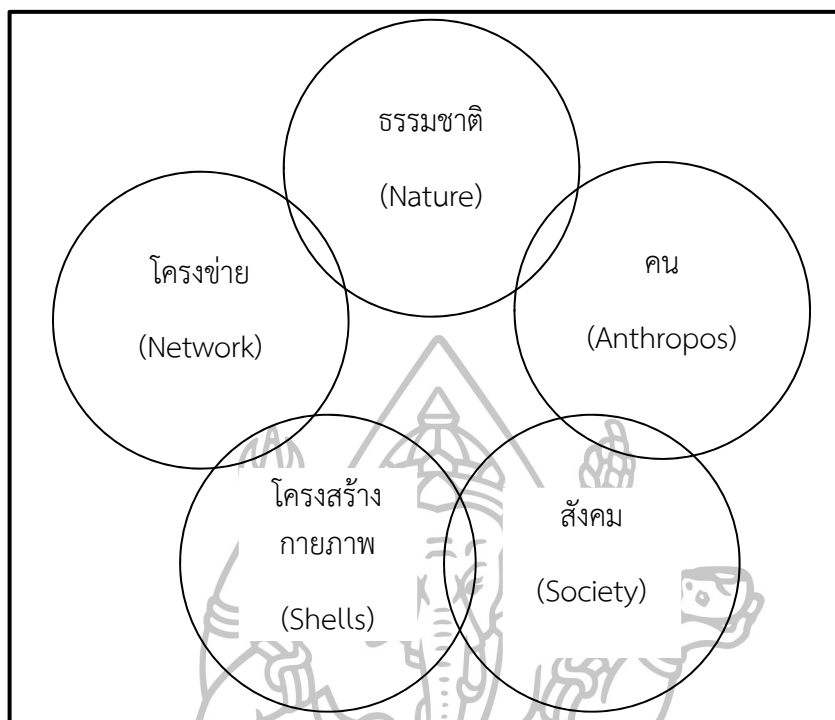 ธรรมชาติ
(Nature)
โครงข่าย
(Network)
คน
(Anthropos)
โครงสร้าง
กายภาพ
(Shells)
สังคม
(Society)